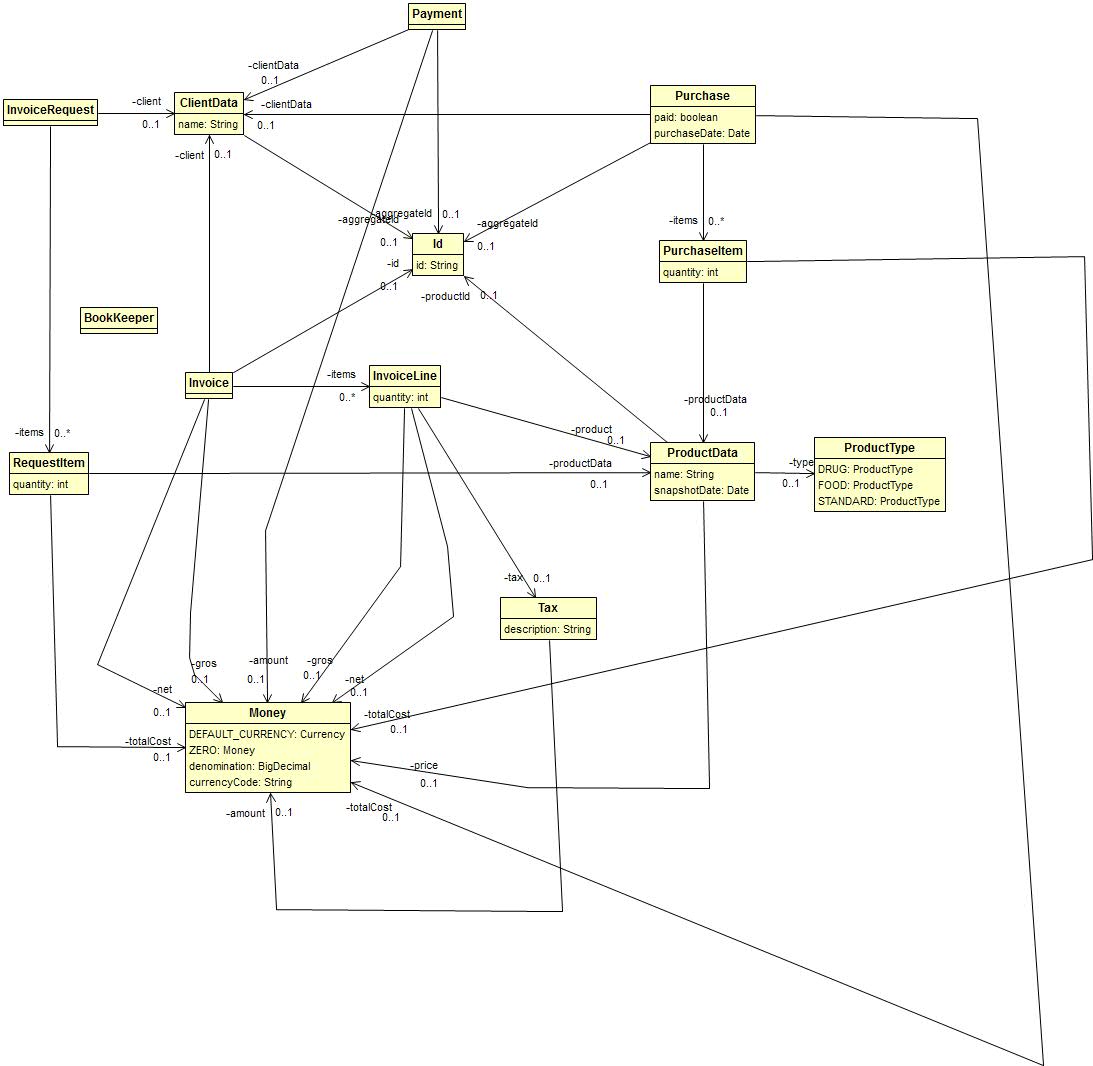 Payment
-clientData
0..1
InvoiceRequest
-client
0..1
ClientData
name: String
-clientData
0..1
Purchase
paid: boolean
purchaseDate: Date
-client
0..1
-aggregateId
0..1
-aggregateId
0..1
-aggregateId
0..1
-items
0..*
Id
id: String
-id
0..1
PurchaseItem
quantity: int
-productId
0..1
BookKeeper
Invoice
-items
0..*
InvoiceLine
quantity: int
-productData
0..1
-product
0..1
-items
0..*
RequestItem
quantity: int
-productData
0..1
ProductData
name: String
snapshotDate: Date
-type
0..1
ProductType
DRUG: ProductType
FOOD: ProductType
STANDARD: ProductType
-tax
0..1
Tax
description: String
-gros
0..1
-amount
0..1
-gros
0..1
-net
0..1
-net
0..1
Money
DEFAULT_CURRENCY: Currency
ZERO: Money
denomination: BigDecimal
currencyCode: String
-totalCost
0..1
-totalCost
0..1
-price
0..1
-amount
0..1
-totalCost
0..1